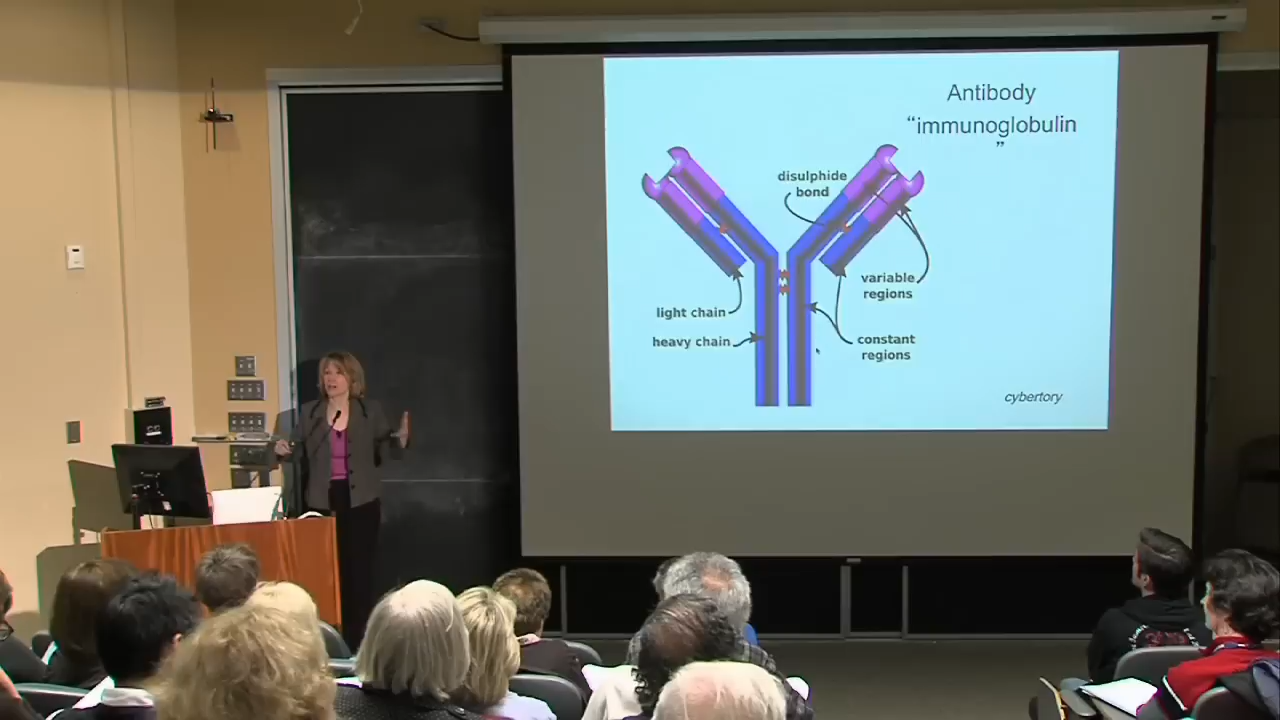 Antibody
“immunoglobulin
”
disulphide
bond
variable
regions
light chain
heavy chain
constant
regions
cybertory